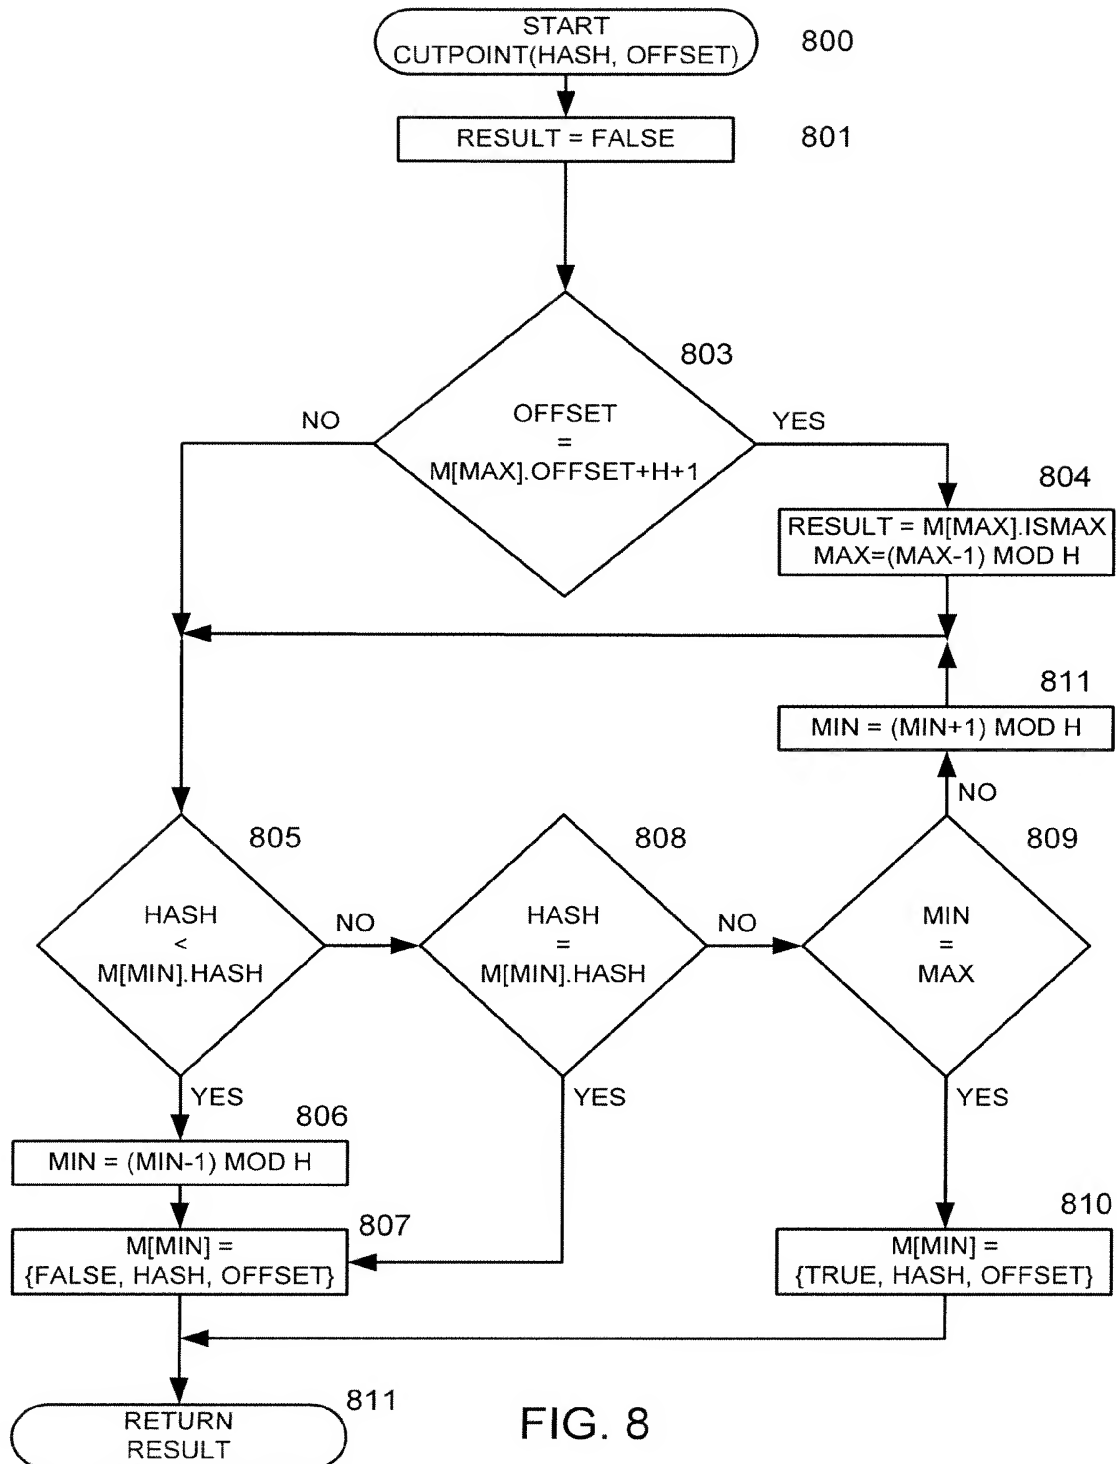 START
CUTPOINT(HASH, OFFSET)
800
RESULT = FALSE
801
803
OFFSET
=
M[MAX].OFFSET+H+1
NO
YES
804
RESULT = M[MAX].ISMAX
MAX=(MAX-1) MOD H
811
MIN = (MIN+1) MOD H
NO
805
HASH
<
M[MIN].HASH
NO
808
HASH
=
M[MIN].HASH
NO
809
MIN
=
MAX
YES
YES
YES
806
MIN = (MIN-1) MOD H
807
M[MIN] =
{FALSE, HASH, OFFSET}
810
M[MIN] =
{TRUE, HASH, OFFSET}
811
RETURN
RESULT
FIG. 8